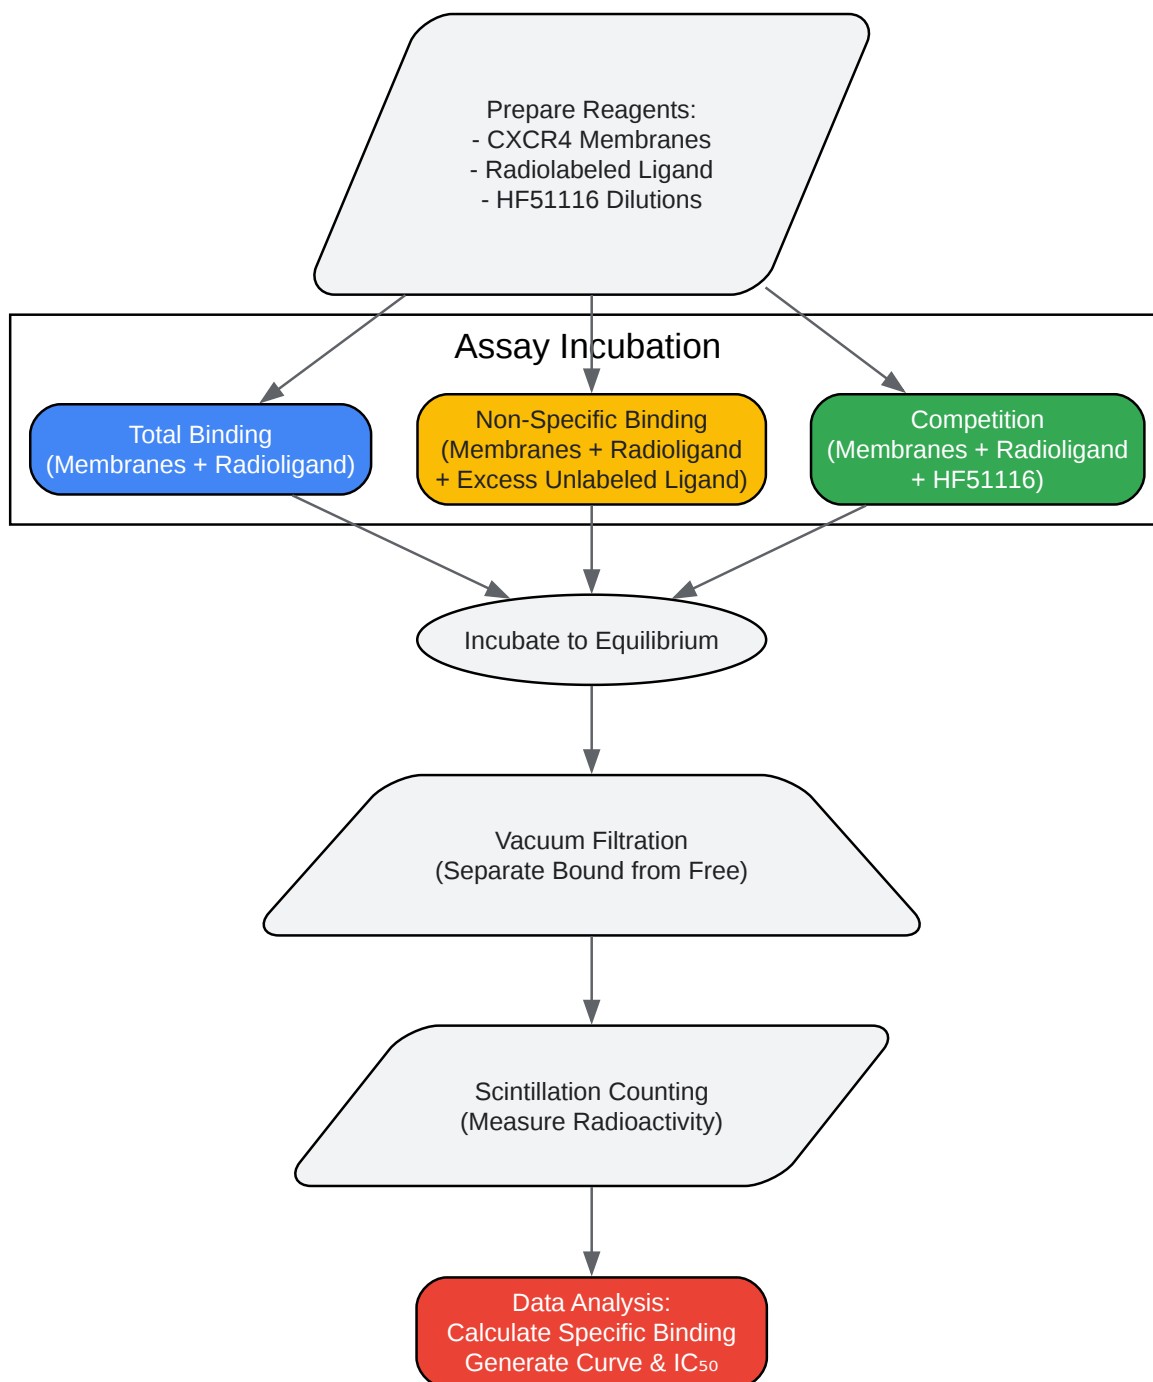 Prepare Reagents:
- CXCR4 Membranes
- Radiolabeled Ligand
- HF51116 Dilutions
Assay Incubation
Total Binding
(Membranes + Radioligand)
Non-Specific Binding
(Membranes + Radioligand
+ Excess Unlabeled Ligand)
Competition
(Membranes + Radioligand
+ HF51116)
Incubate to Equilibrium
Vacuum Filtration
(Separate Bound from Free)
Scintillation Counting
(Measure Radioactivity)
Data Analysis:
Calculate Specific Binding
Generate Curve & IC₅₀